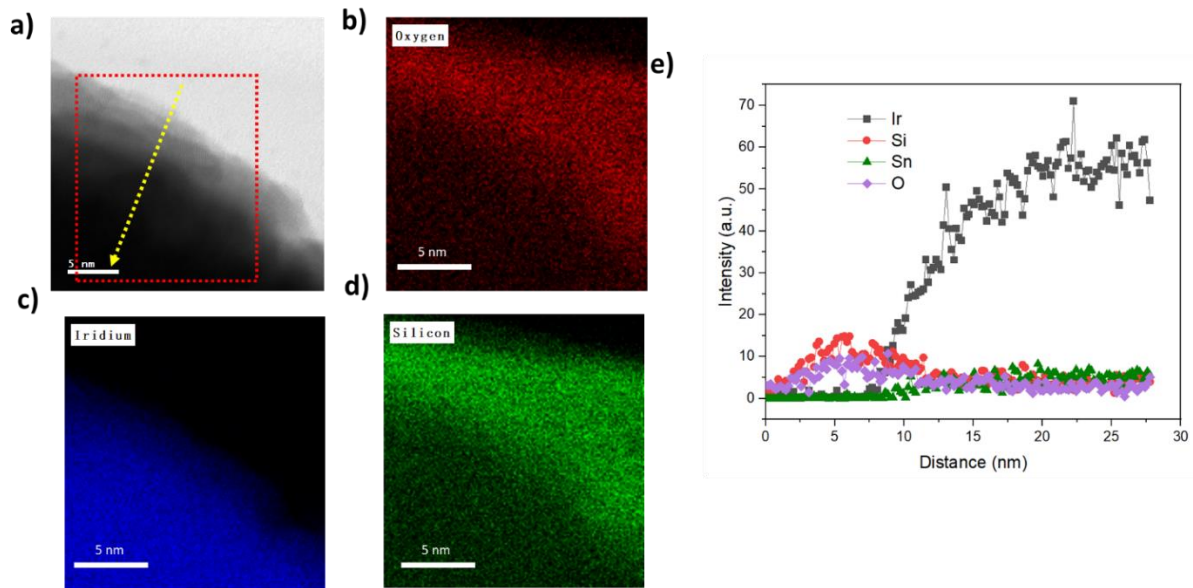 a)
5 nm
b)
Oxygen
5 nm
c)
Iridium
5 nm
d)
Silicon
5 nm
e)
Ir
Si
Sn
O
70
60
50
40
30
20
10
0
Intensity (a.u.)
0 5 10 15 20 25 30
Distance (nm)